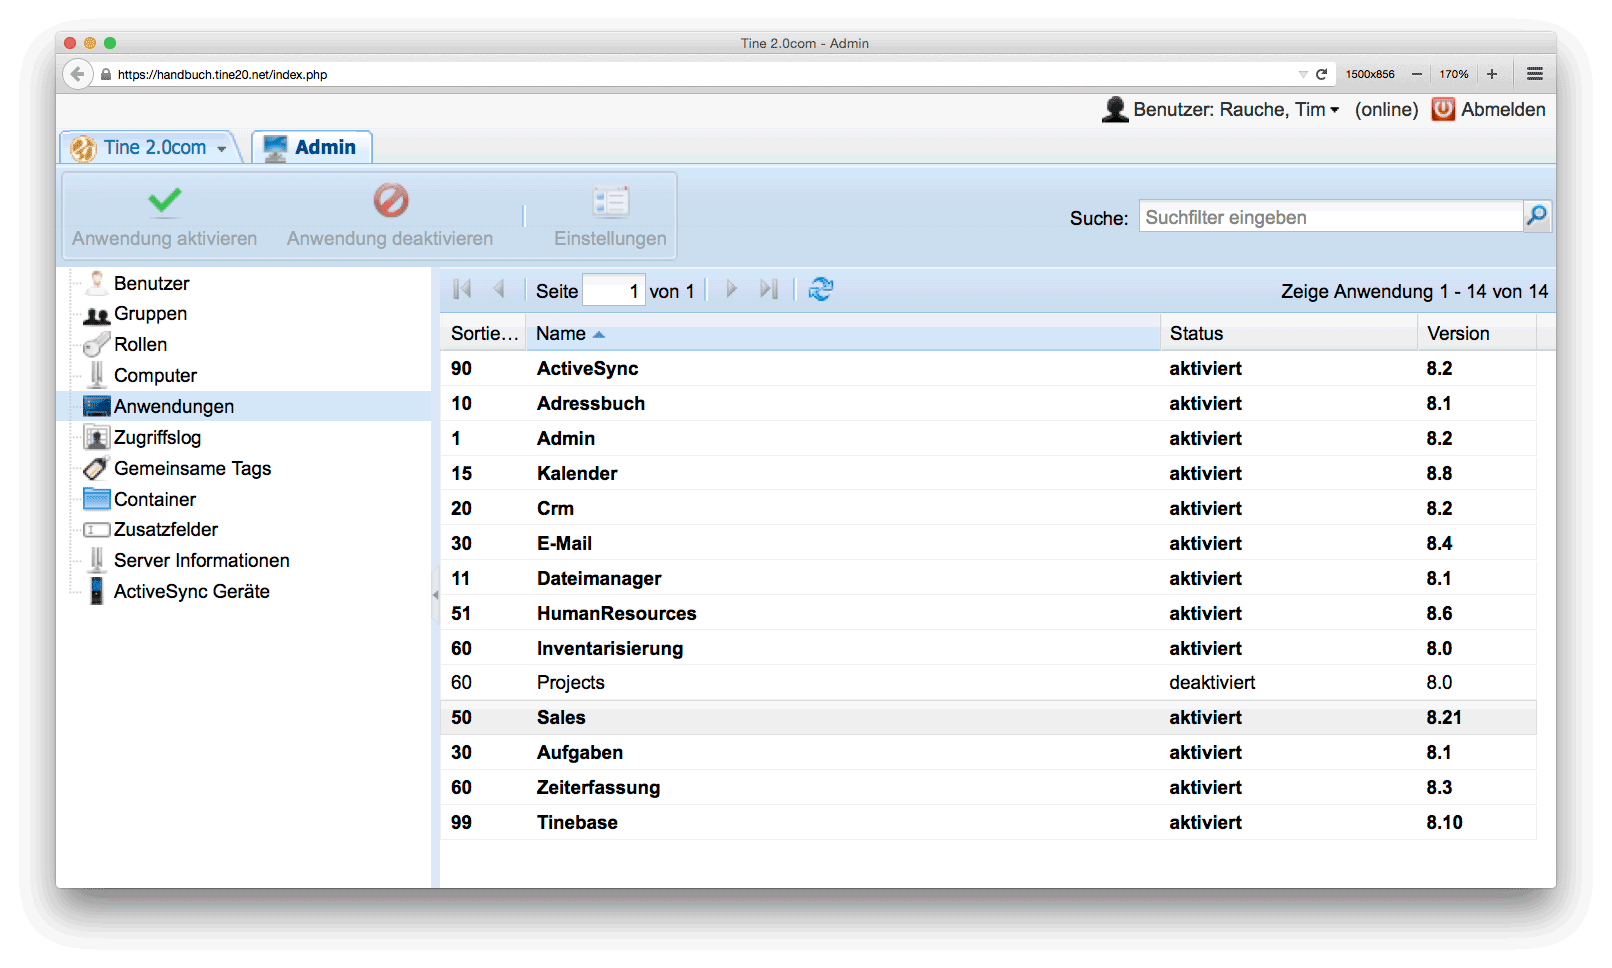 Tine 2.0com - Admin
https://handbuch.tine20.net/index.php 1500x856 170%
Benutzer: Rauche, Tim (online) Abmelden
Tine 2.0com Admin
Anwendung aktivieren Anwendung deaktivieren Einstellungen
Suche: Suchfilter eingeben
Benutzer
Gruppen
Rollen
Computer
Anwendungen
Zugriffslog
Gemeinsame Tags
Container
Zusatzfelder
Server Informationen
ActiveSync Geräte
Seite 1 von 1 Zeige Anwendung 1 - 14 von 14
Sortie... Name Status Version
90 ActiveSync aktiviert 8.2
10 Adressbuch aktiviert 8.1
1 Admin aktiviert 8.2
15 Kalender aktiviert 8.8
20 Crm aktiviert 8.2
30 E-Mail aktiviert 8.4
11 Dateimanager aktiviert 8.1
51 HumanResources aktiviert 8.6
60 Inventarisierung aktiviert 8.0
60 Projects deaktiviert 8.0
50 Sales aktiviert 8.21
30 Aufgaben aktiviert 8.1
60 Zeiterfassung aktiviert 8.3
99 Tinebase aktiviert 8.10